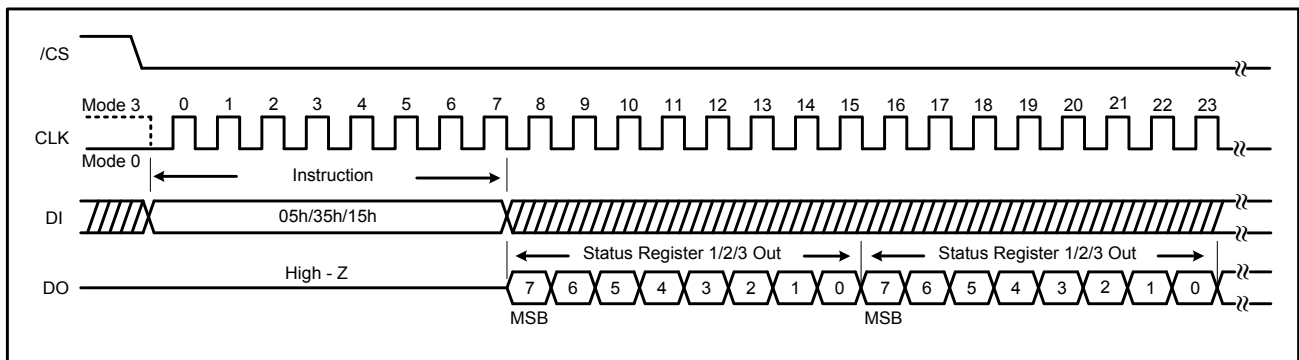 /CS
Mode 3 0 1 2 3 4 5 6 7 8 9 10 11 12 13 14 15 16 17 18 19 20 21 22 23
CLK
Mode 0
Instruction
DI 05h/35h/15h
Status Register 1/2/3 Out Status Register 1/2/3 Out
High - Z
DO 7 6 5 4 3 2 1 0 7 6 5 4 3 2 1 0
MSB MSB